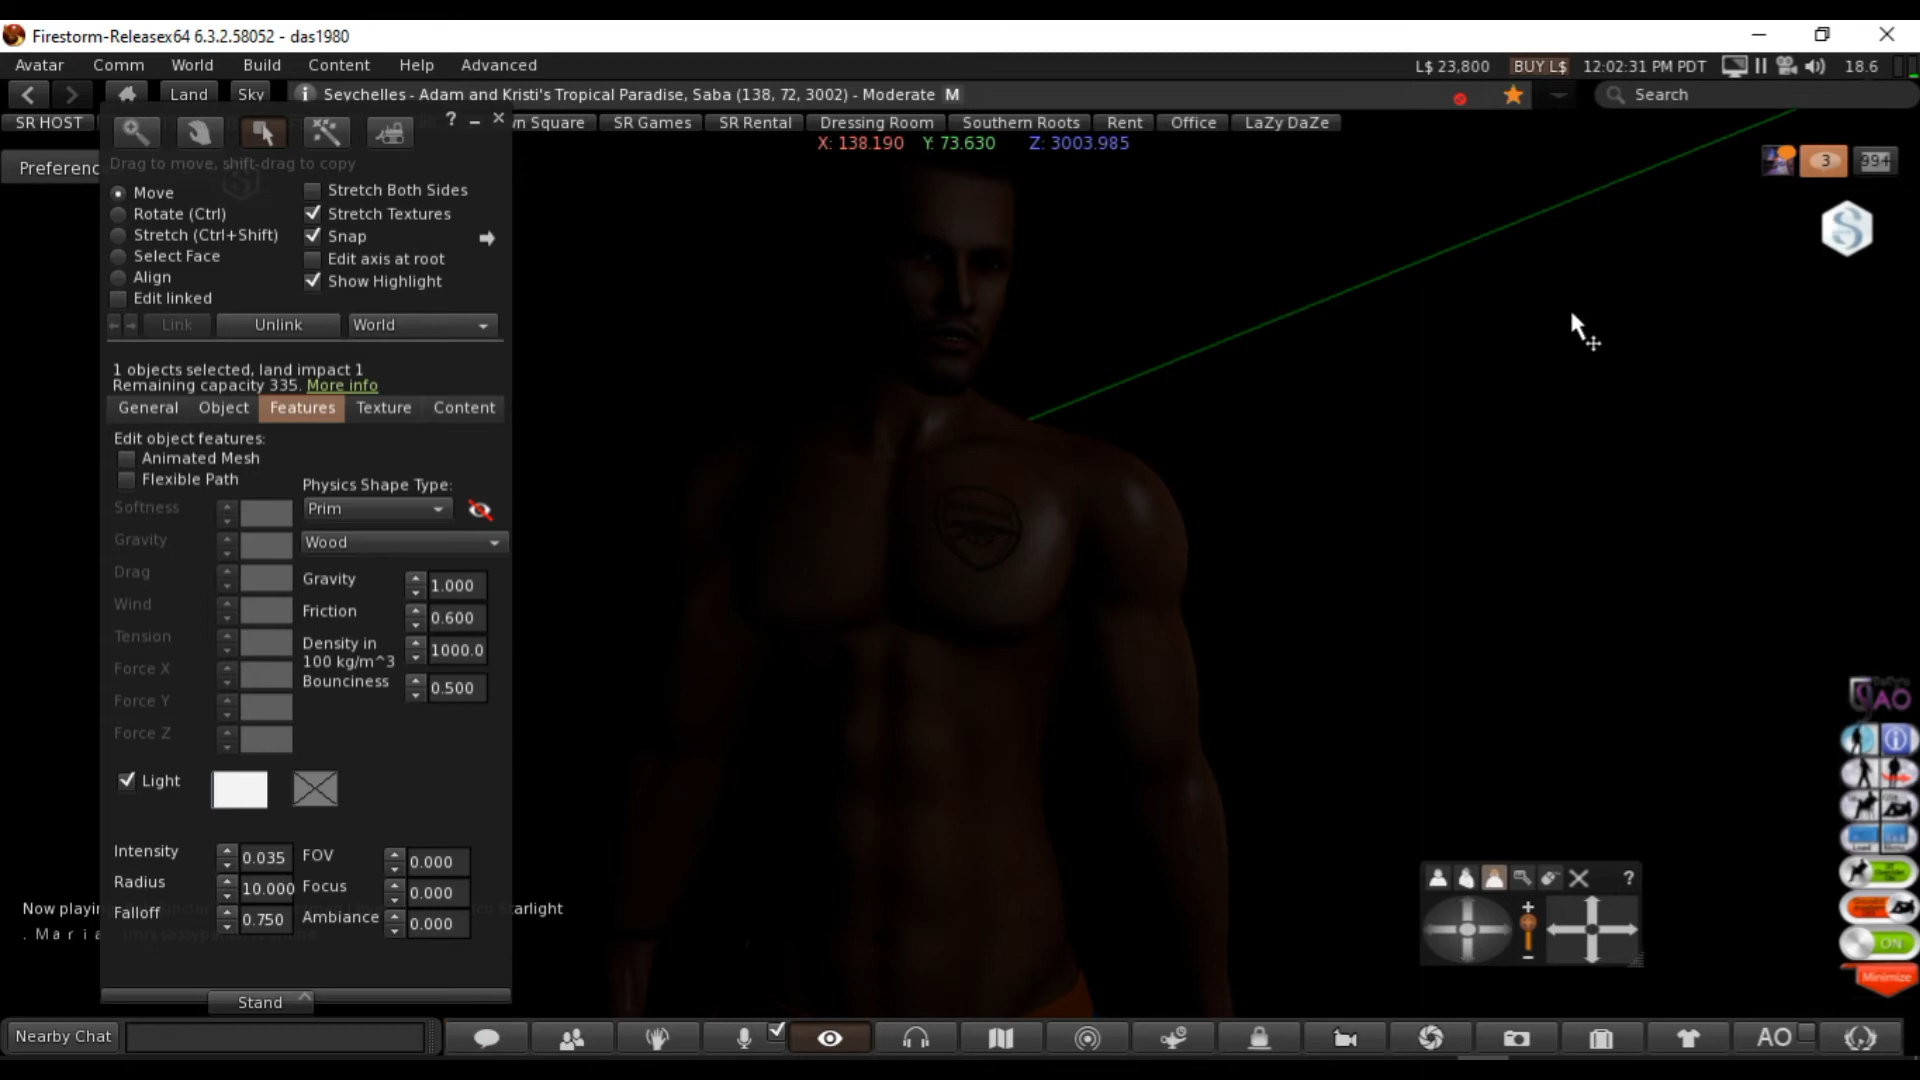 Firestorm-Releasex64 6.3.2.58052 - das1980
Avatar Comm World Build Content Help Advanced L$ 23,800 BUY L$ 12:02:31 PM PDT 18.6
Land Sky Seychelles - Adam and Kristi's Tropical Paradise, Saba (138, 72, 3002) - Moderate M Search
SR HOST wn Square SR Games SR Rental Dressing Room Southern Roots Rent Office LaZy DaZe
X: 138.190 Y: 73.630 Z: 3003.985
Preferenc
3 99+
Drag to move, shift-drag to copy
Move
Rotate (Ctrl)
Stretch (Ctrl+Shift)
Select Face
Align
Edit linked
Stretch Both Sides
Stretch Textures
Snap
Edit axis at root
Show Highlight
Link Unlink World
1 objects selected, land impact 1
Remaining capacity 335. More info
General Object Features Texture Content
Edit object features:
Animated Mesh
Flexible Path
Softness
Gravity
Drag
Wind
Tension
Force X
Force Y
Force Z
Physics Shape Type:
Prim
Wood
Gravity 1.000
Friction 0.600
Density in
100 kg/m^3 1000.0
Bounciness 0.500
Light
Intensity 0.035
Radius 10.000
Falloff 0.750
FOV 0.000
Focus 0.000
Ambiance 0.000
Now playin
Starlight
. M a r i a
Stand
AO
ON
Minimize
Nearby Chat
AO